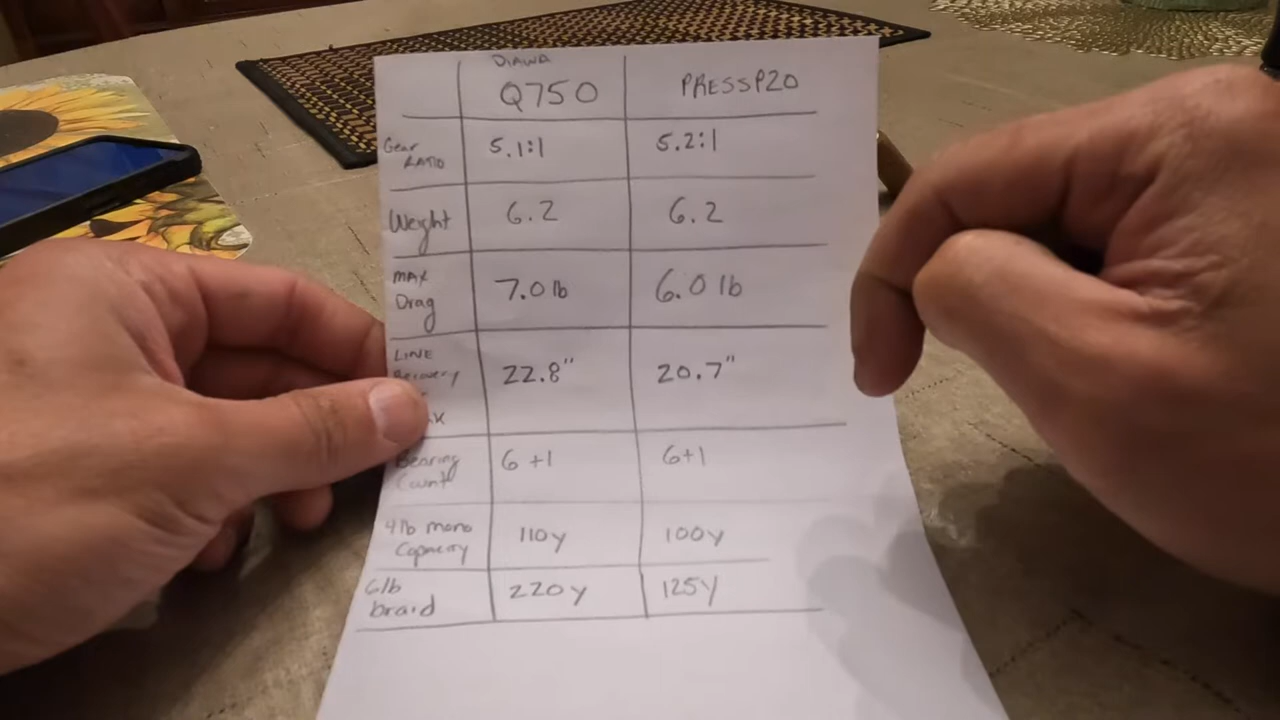 DIAWA
Q750 PRESSP20
Gear RATIO 5.1:1 5.2:1
Weight 6.2 6.2
MAX Drag 7.0 lb 6.0 lb
LINE Recovery 22.8" 20.7"
Bearing Count 6+1 6+1
4lb mono Capacity 110y 100y
6lb braid 220y 125y